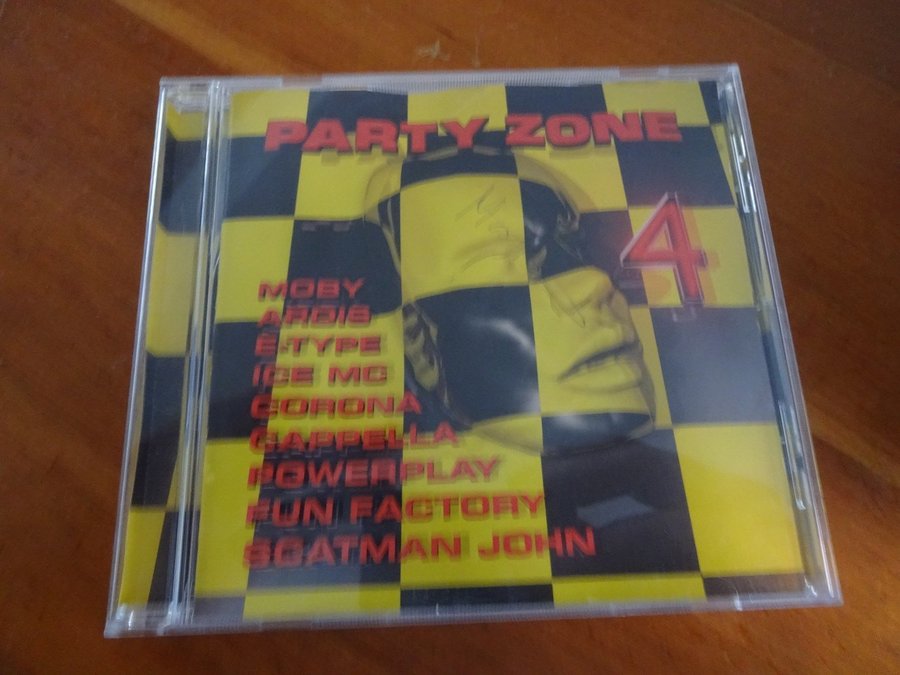 PARTY ZONE
4
MOBY
ARDIS
E-TYPE
ICE MC
CORONA
CAPPELLA
POWERPLAY
FUN FACTORY
SCATMAN JOHN